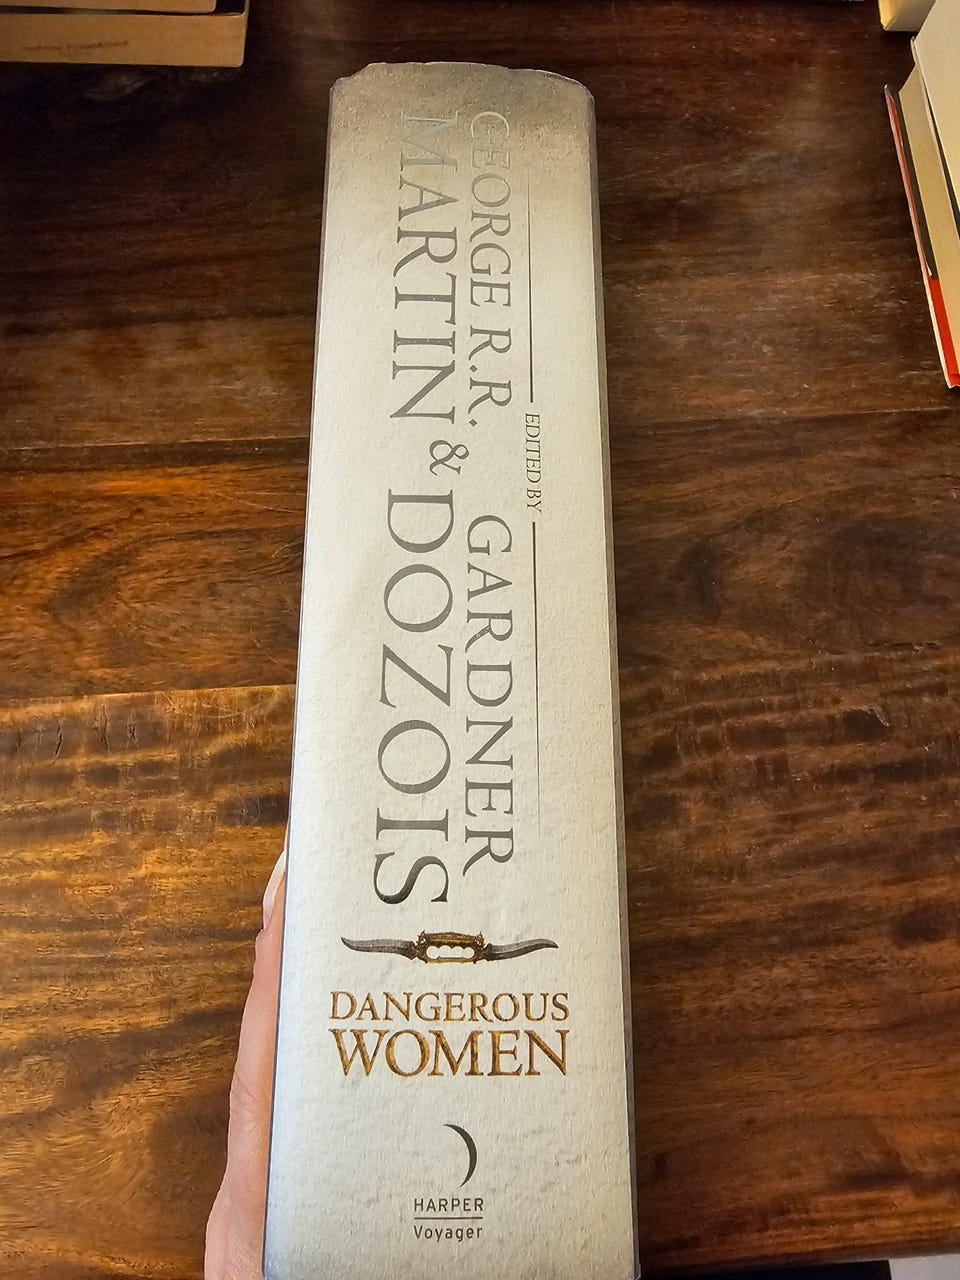 EDITED BY
GEORGE R.R. GARDNER
MARTIN & DOZOIS
DANGEROUS
WOMEN
HARPER
Voyager